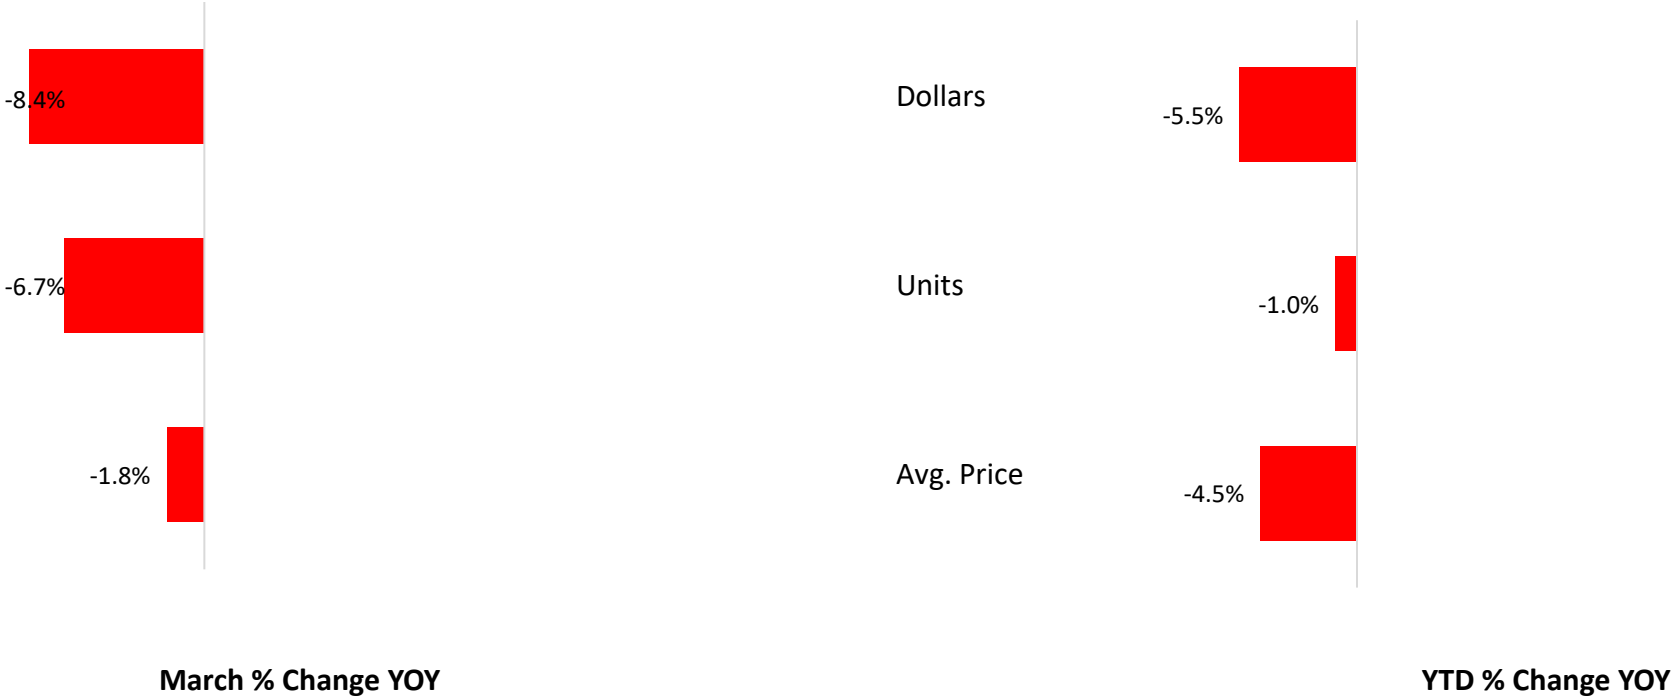 -8.4%
Dollars
-5.5%
-6.7%
Units
-1.0%
-1.8%
Avg. Price
-4.5%
March % Change YOY
YTD % Change YOY